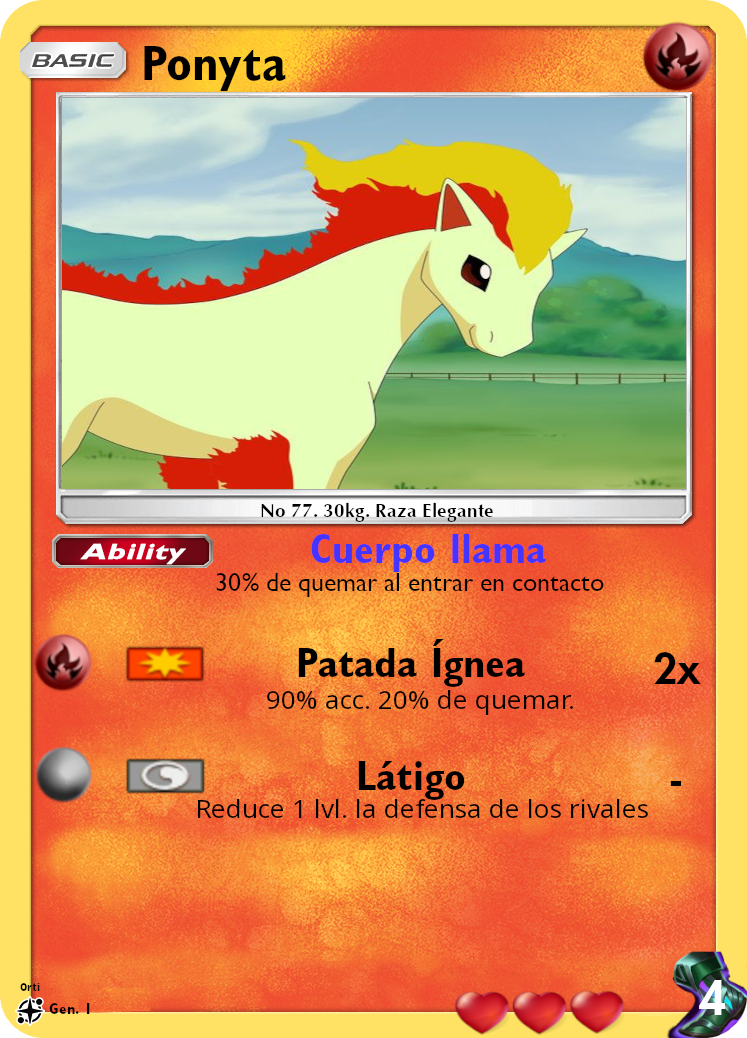 BASIC
Ponyta
No 77. 30kg. Raza Elegante
Ability
Cuerpo llama
30% de quemar al entrar en contacto
Patada Ígnea
2x
90% acc. 20% de quemar.
Látigo
-
Reduce 1 lvl. la defensa de los rivales
Orti
Gen. I
4